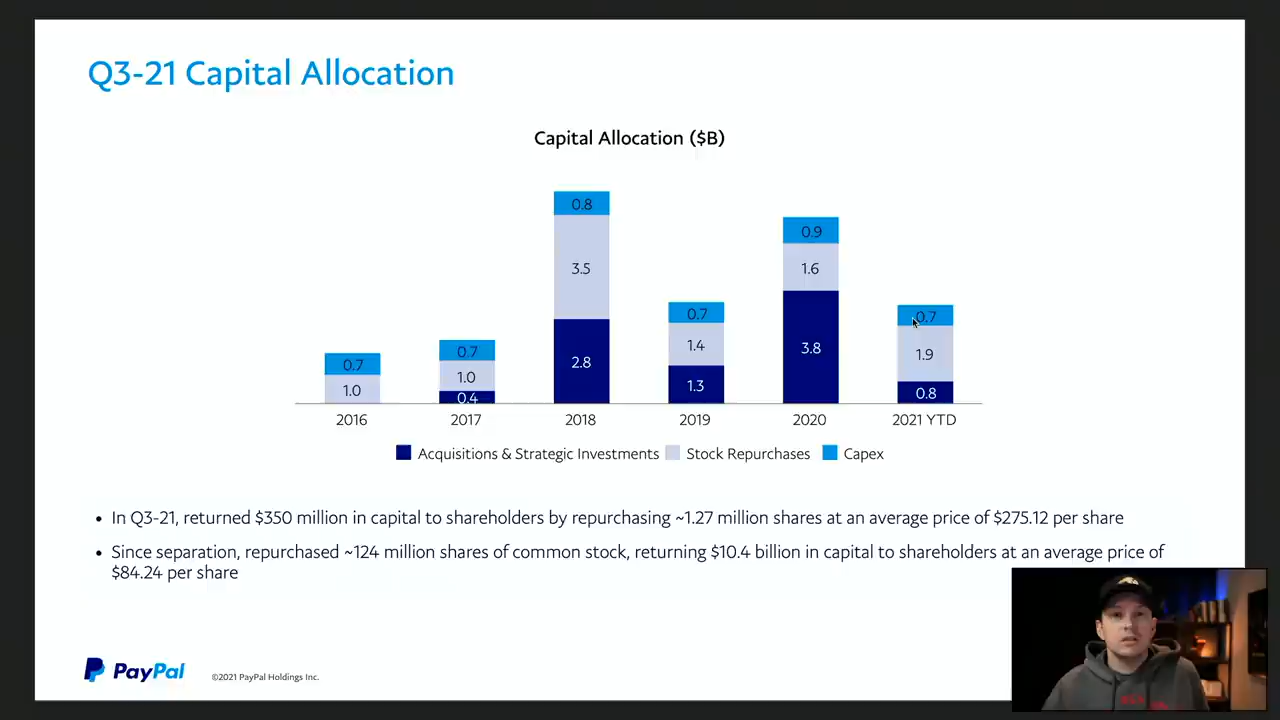 Q3-21 Capital Allocation
Capital Allocation ($B)
0.8
3.5
2.8
0.9
1.6
3.8
0.7
1.0
0.7
1.0
0.4
0.7
1.4
1.3
0.7
1.9
0.8
2016
2017
2018
2019
2020
2021 YTD
Acquisitions & Strategic Investments
Stock Repurchases
Capex
• In Q3-21, returned $350 million in capital to shareholders by repurchasing ~1.27 million shares at an average price of $275.12 per share
• Since separation, repurchased ~124 million shares of common stock, returning $10.4 billion in capital to shareholders at an average price of
$84.24 per share
PayPal
©2021 PayPal Holdings Inc.